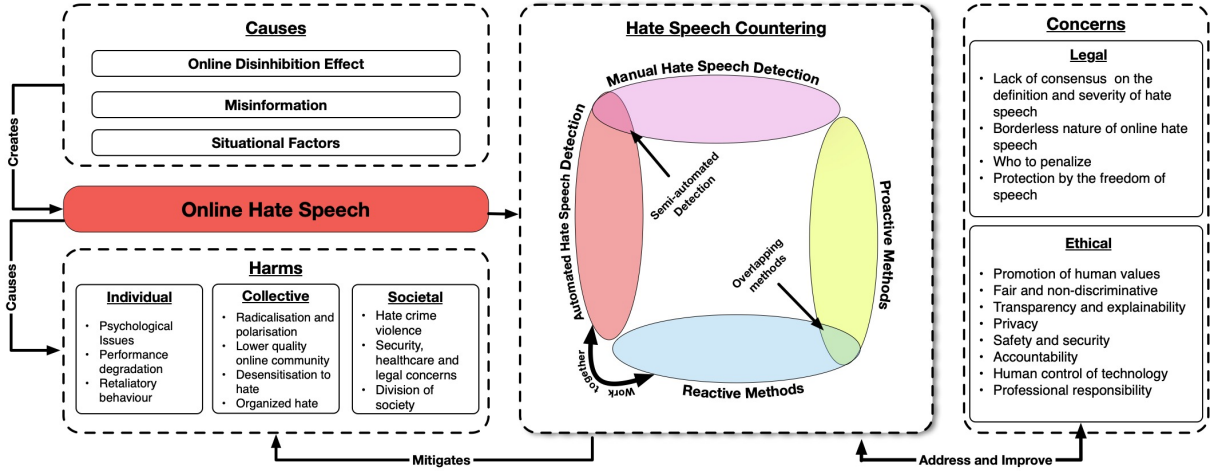 Causes
Online Disinhibition Effect
Misinformation
Situational Factors
Creates
Online Hate Speech
Causes
Harms
Individual
• Psychological
Issues
• Performance
degradation
• Retaliatory
behaviour
Collective
• Radicalisation and
polarisation
• Lower quality
online community
• Desensitisation to
hate
• Organized hate
Societal
• Hate crime
violence
• Security,
healthcare and
legal concerns
• Division of
society
Mitigates
Hate Speech Countering
Manual Hate Speech Detection
Automated Hate Speech Detection
Semi-automated
Detection
Proactive Methods
Overlapping
methods
Reactive Methods
Work
together
Concerns
Legal
• Lack of consensus on the
definition and severity of hate
speech
• Borderless nature of online hate
speech
• Who to penalize
• Protection by the freedom of
speech
Ethical
• Promotion of human values
• Fair and non-discriminative
• Transparency and explainability
• Privacy
• Safety and security
• Accountability
• Human control of technology
• Professional responsibility
Address and Improve